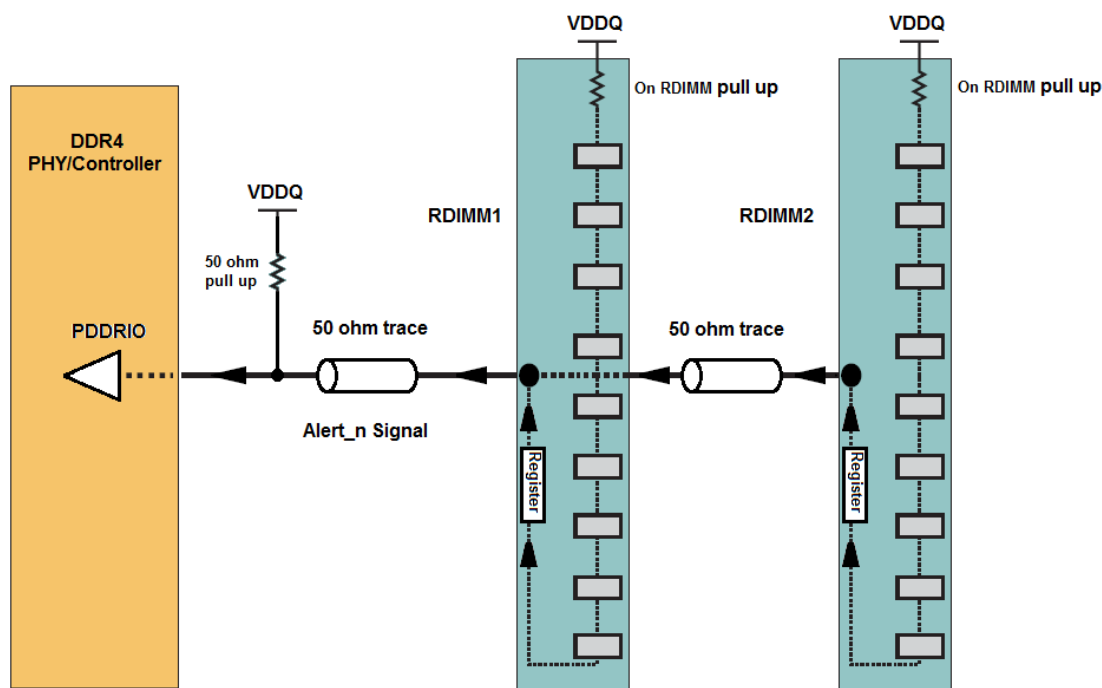 VDDQ
VDDQ
On RDIMM pull up
On RDIMM pull up
DDR4
PHY/Controller
VDDQ
RDIMM1
RDIMM2
50 ohm
pull up
PDDRIO
50 ohm trace
50 ohm trace
Alert_n Signal
Register
Register